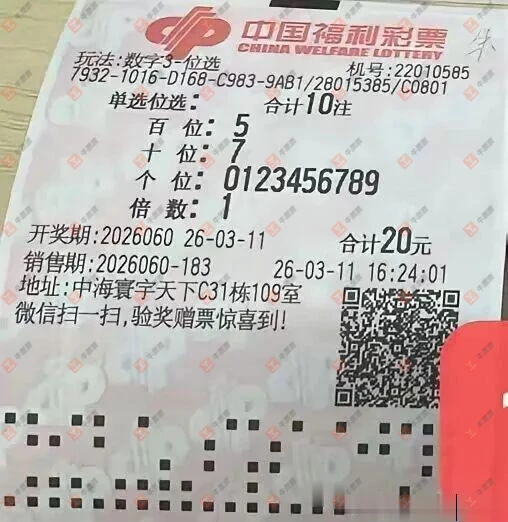 中国福利彩票
CHINA WELFARE LOTTERY
玩法:数字3-位选 机号:22010585
7932-1016-D168-C983-9AB1/28015385/C0801
单选位选: 合计10注
百 位: 5
十 位: 7
个 位: 0123456789
倍 数: 1
开奖期:2026060 26-03-11 合计20元
销售期:2026060-183 26-03-11 16:24:01
地址:中海寰宇天下C31栋109室
微信扫一扫,验奖赠票惊喜到!